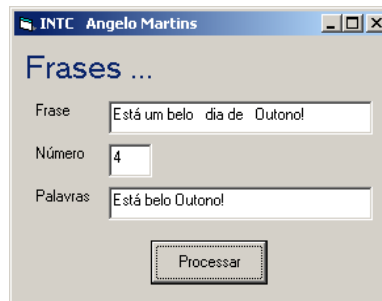 INTC   Angelo Martins
Frases ...
Frase   Está um belo   dia de   Outono!
Número   4
Palavras   Está belo Outono!
Processar